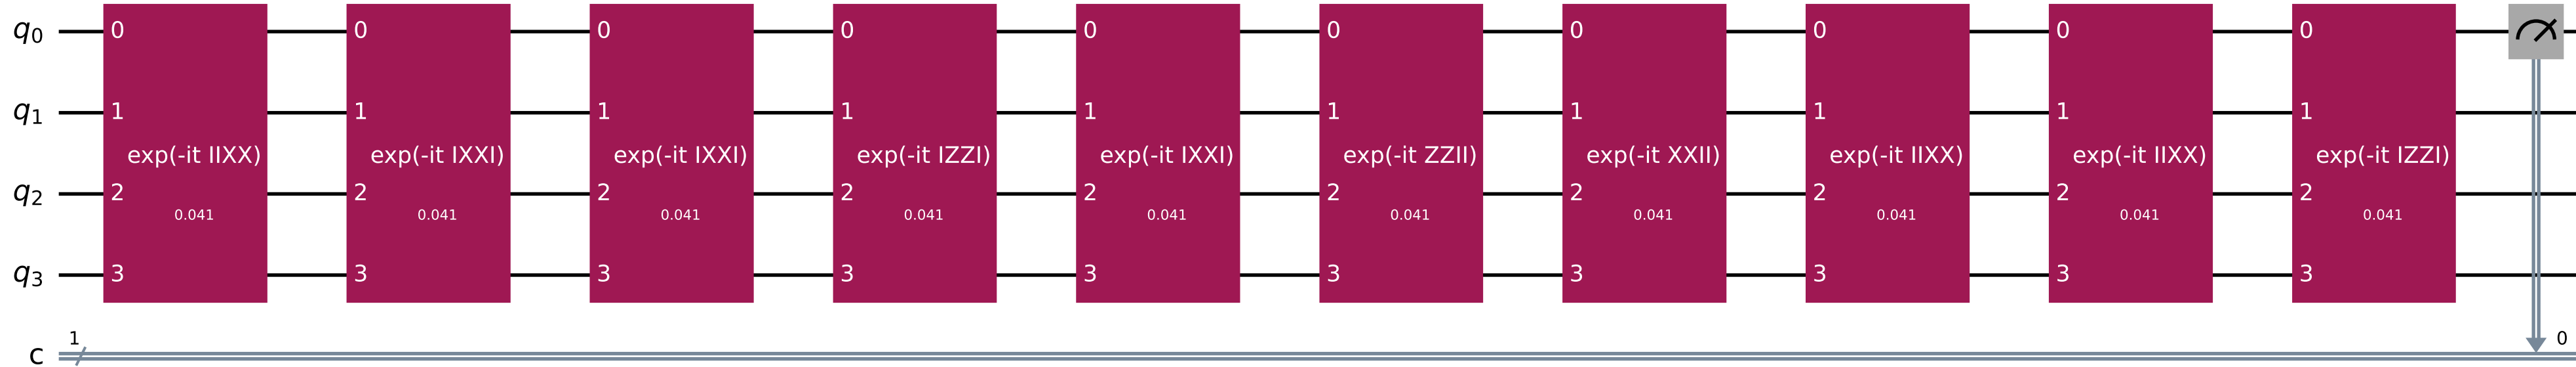 q0 0 0 0 0 0 0 0 0 0 0
q1 1 1 1 1 1 1 1 1 1 1
exp(-it IIXX) exp(-it IXXI) exp(-it IXXI) exp(-it IZZI) exp(-it IXXI) exp(-it ZZII) exp(-it XXII) exp(-it IIXX) exp(-it IIXX) exp(-it IZZI)
q2 2 2 2 2 2 2 2 2 2 2
0.041 0.041 0.041 0.041 0.041 0.041 0.041 0.041 0.041 0.041
q3 3 3 3 3 3 3 3 3 3 3
1 0
c